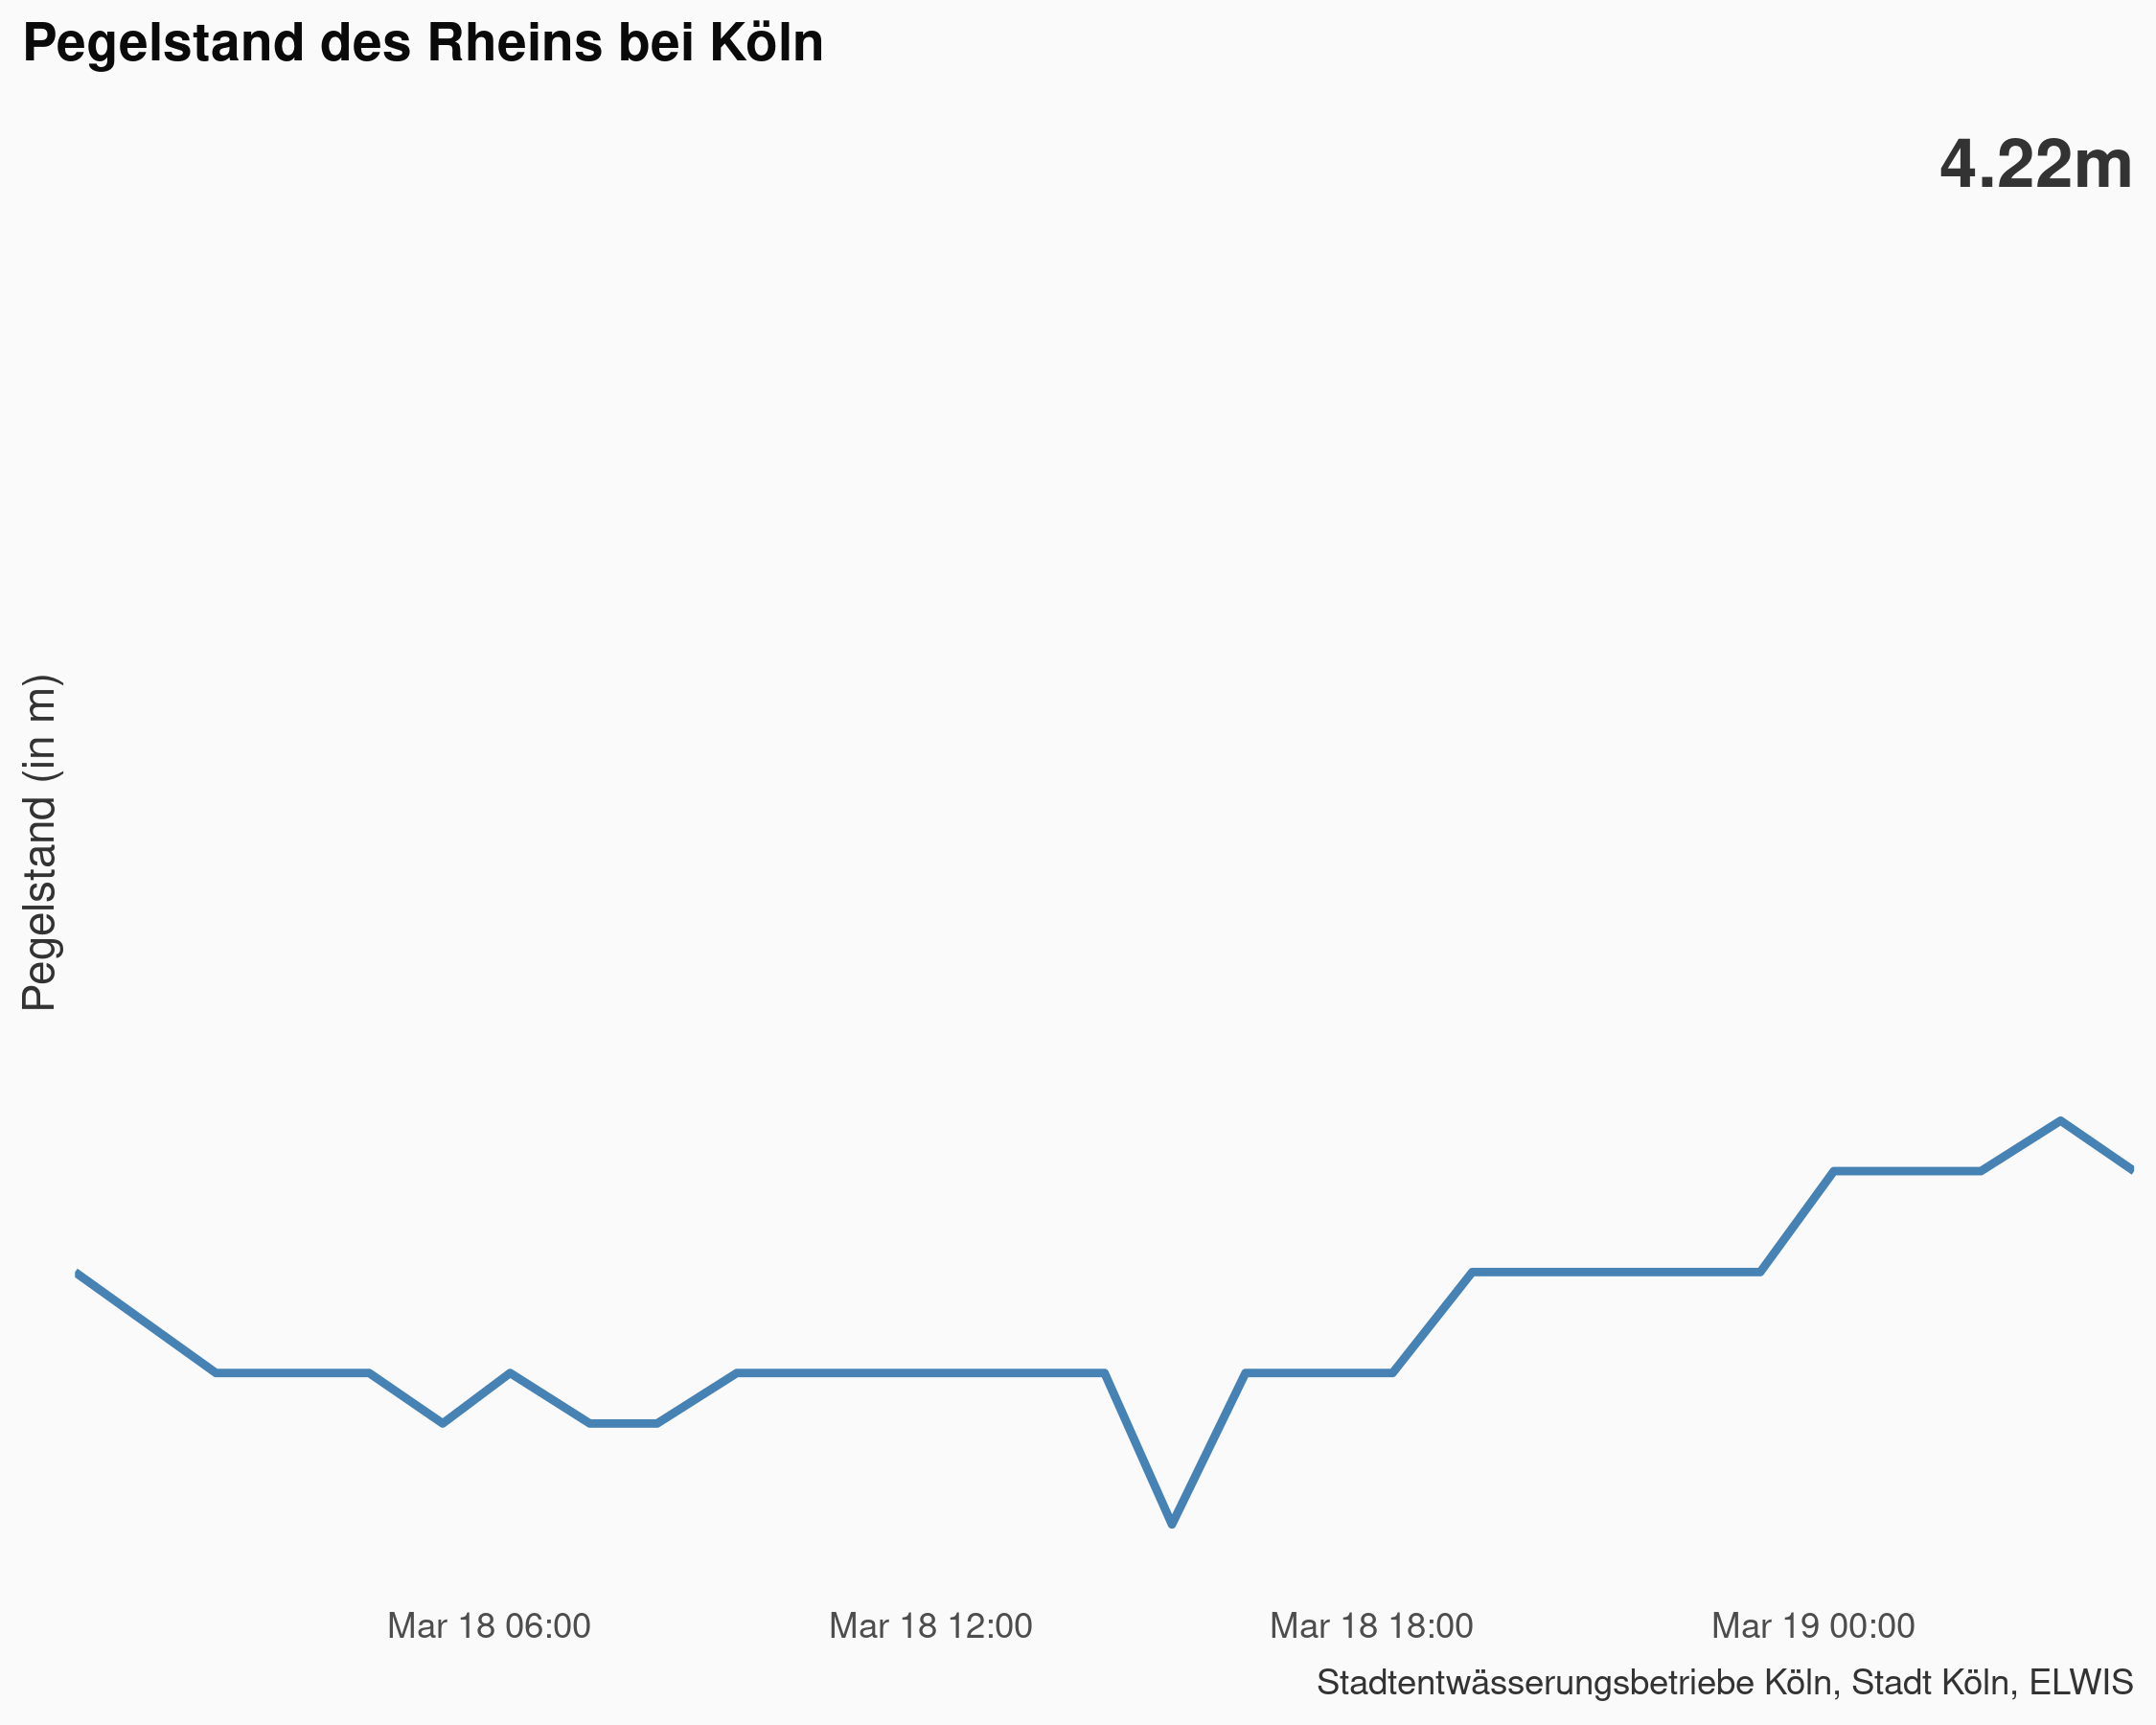 Pegelstand des Rheins bei Köln
4.22m
Pegelstand (in m)
Mar 18 06:00
Mar 18 12:00
Mar 18 18:00
Mar 19 00:00
Stadtentwässerungsbetriebe Köln, Stadt Köln, ELWIS